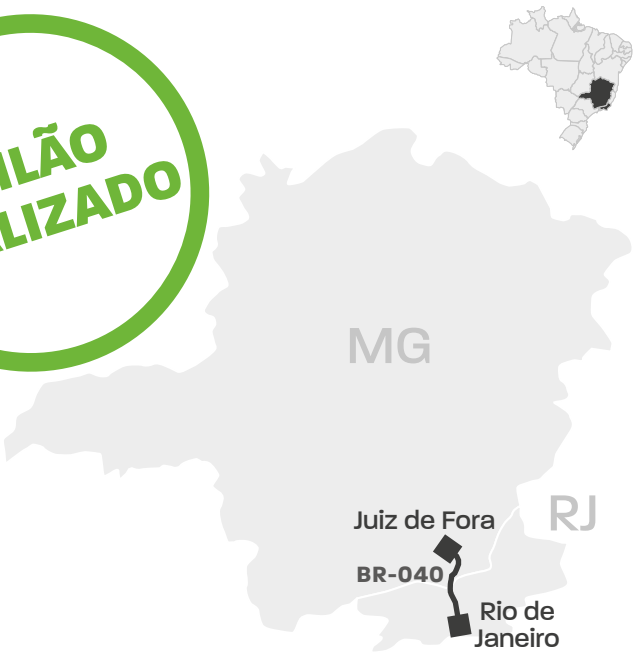 ILÃO
LIZADO
MG
RJ
Juiz de Fora
BR-040
Rio de
Janeiro